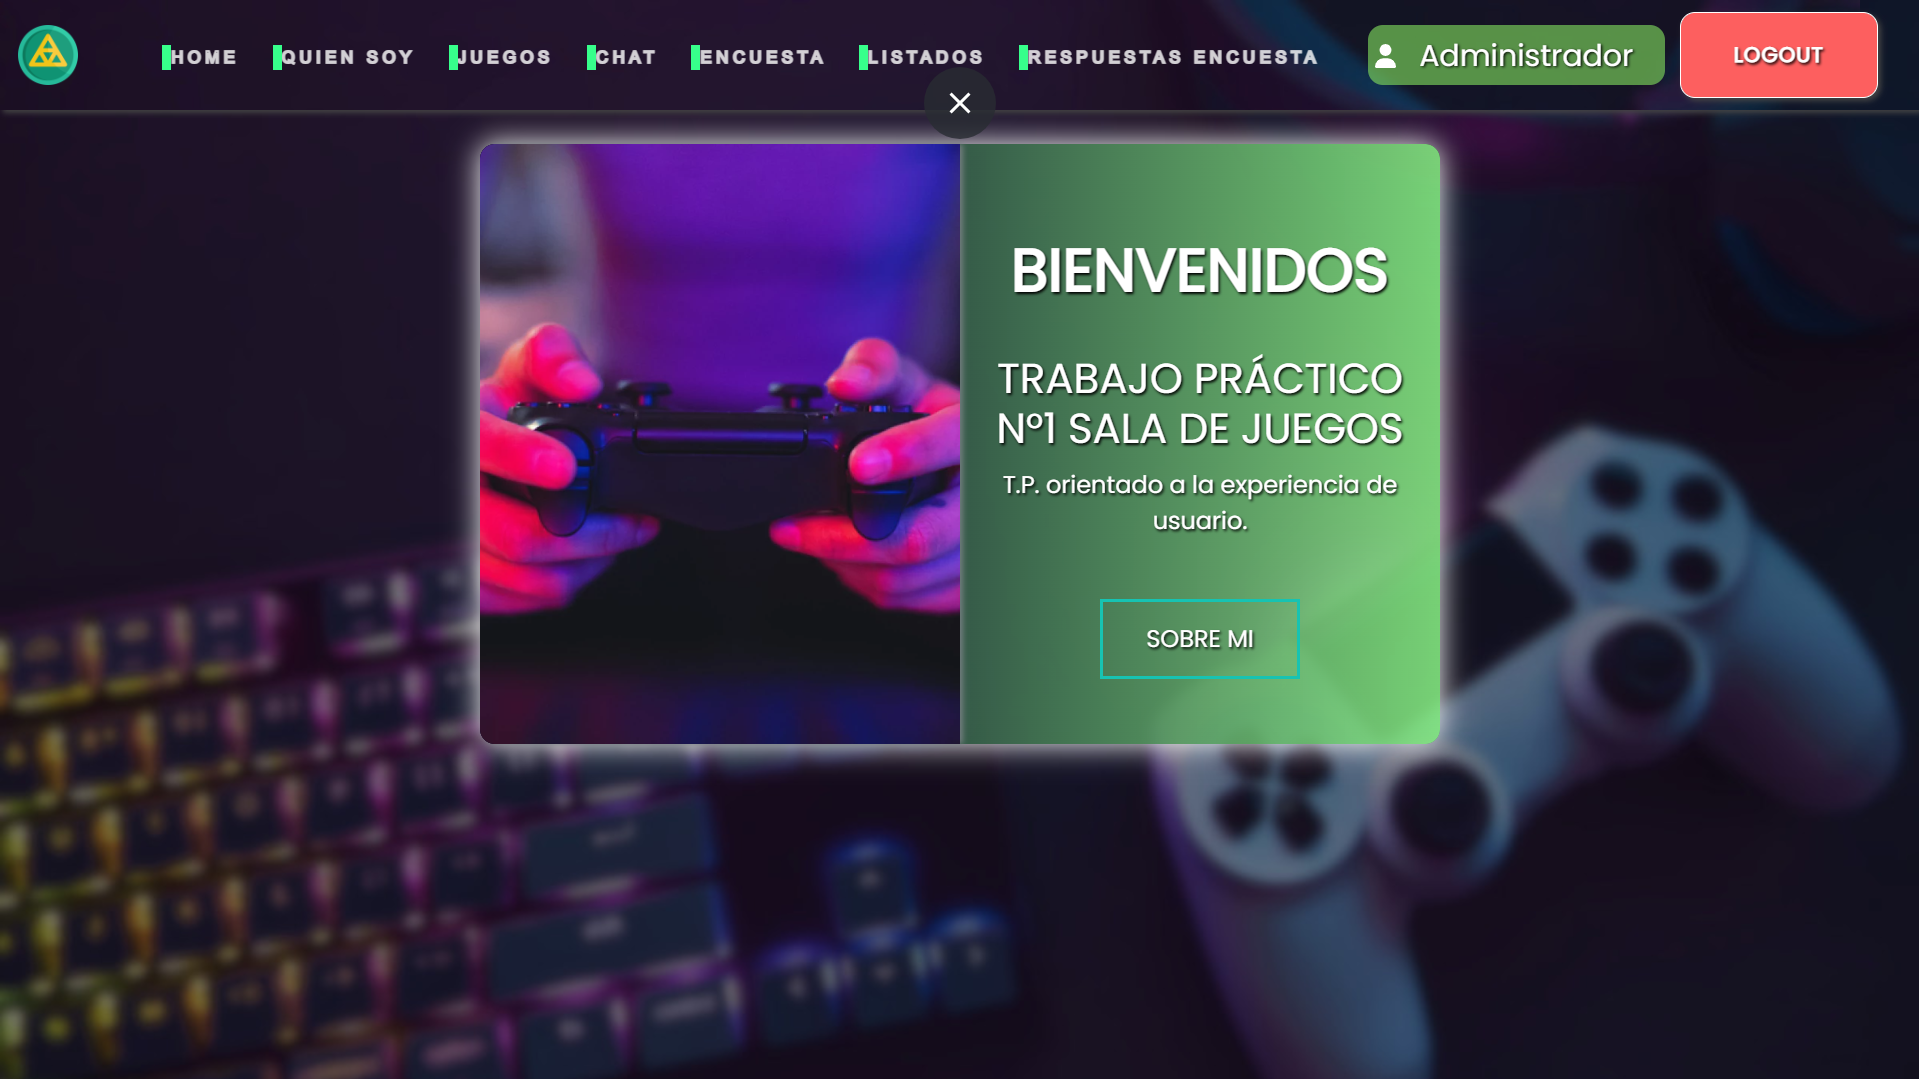 HOME QUIEN SOY JUEGOS CHAT ENCUESTA LISTADOS RESPUESTAS ENCUESTA Administrador LOGOUT
BIENVENIDOS
TRABAJO PRÁCTICO
Nº1 SALA DE JUEGOS
T.P. orientado a la experiencia de
usuario.
SOBRE MI